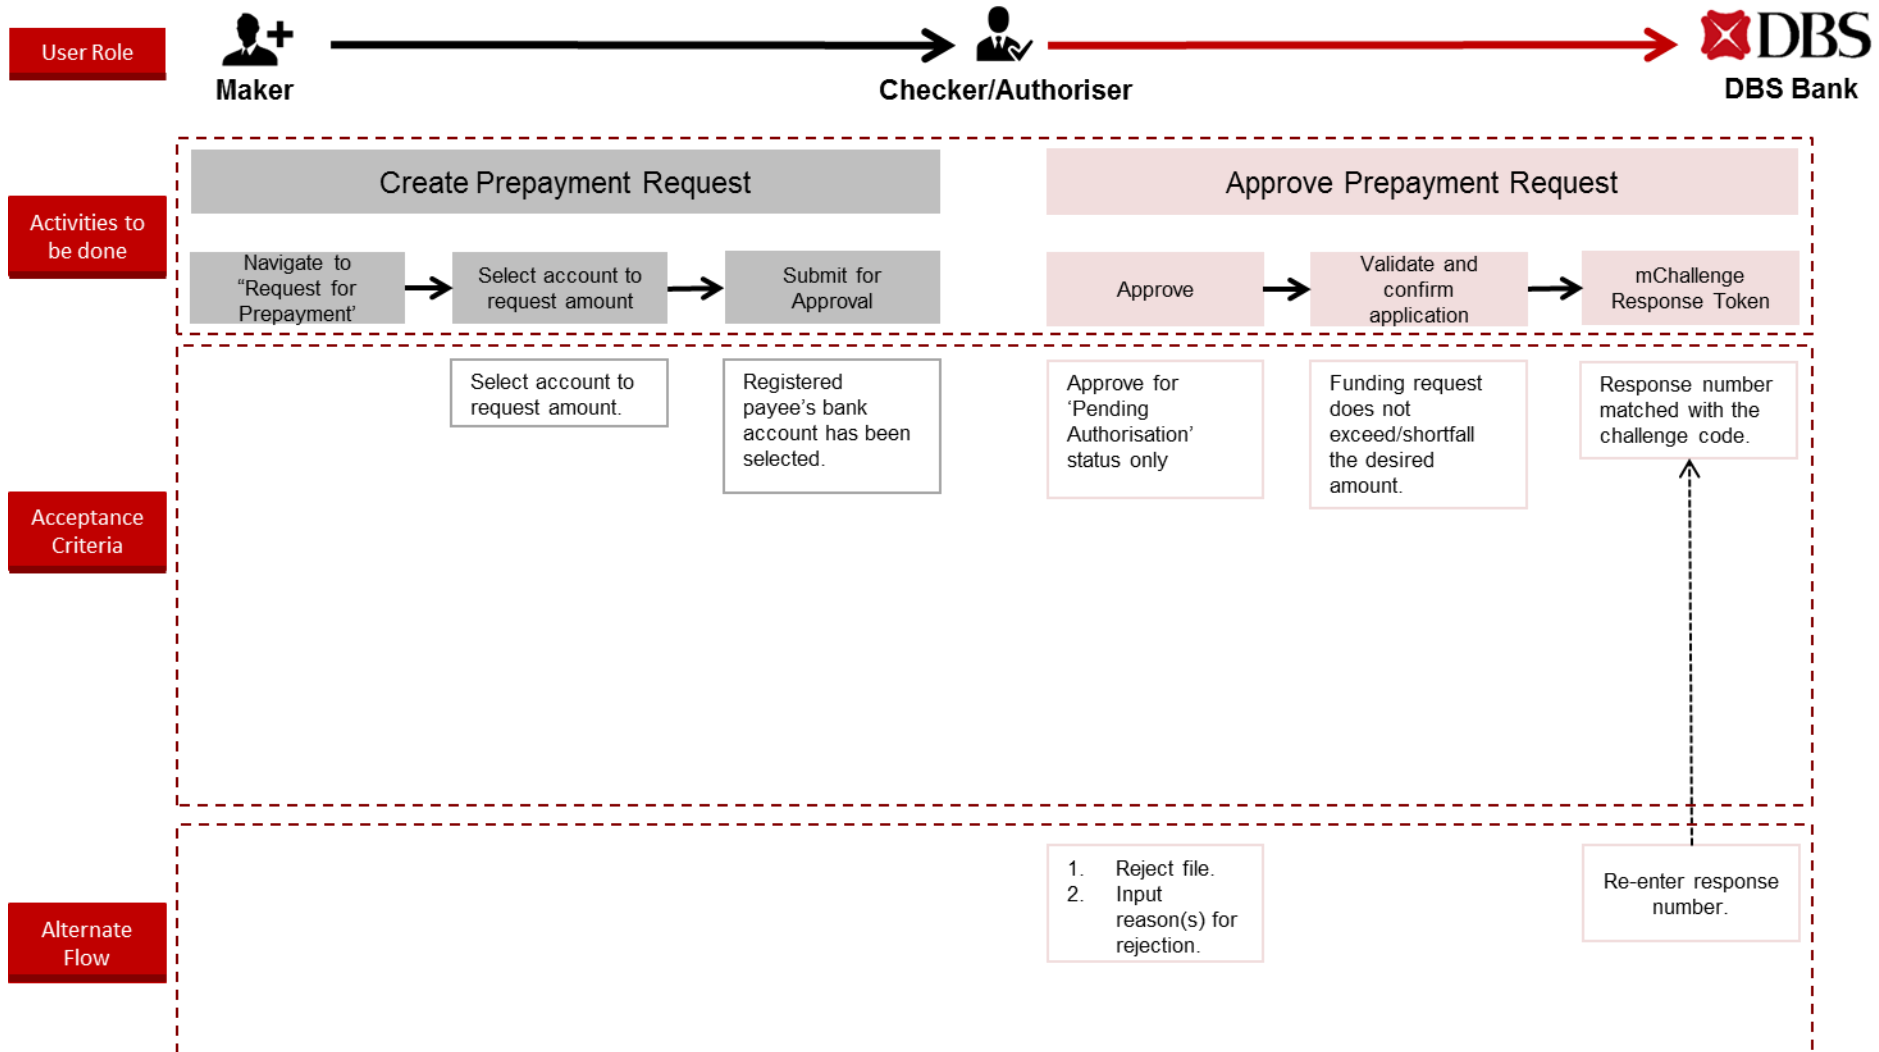 User Role
Maker
Checker/Authoriser
DBS
DBS Bank
Activities to
be done
Create Prepayment Request
Approve Prepayment Request
Navigate to
“Request for
Prepayment’
Select account to
request amount
Submit for
Approval
Approve
Validate and
confirm
application
mChallenge
Response Token
Acceptance
Criteria
Select account to
request amount.
Registered
payee’s bank
account has been
selected.
Approve for
‘Pending
Authorisation’
status only
Funding request
does not
exceed/shortfall
the desired
amount.
Response number
matched with the
challenge code.
Alternate
Flow
1. Reject file.
2. Input
reason(s) for
rejection.
Re-enter response
number.